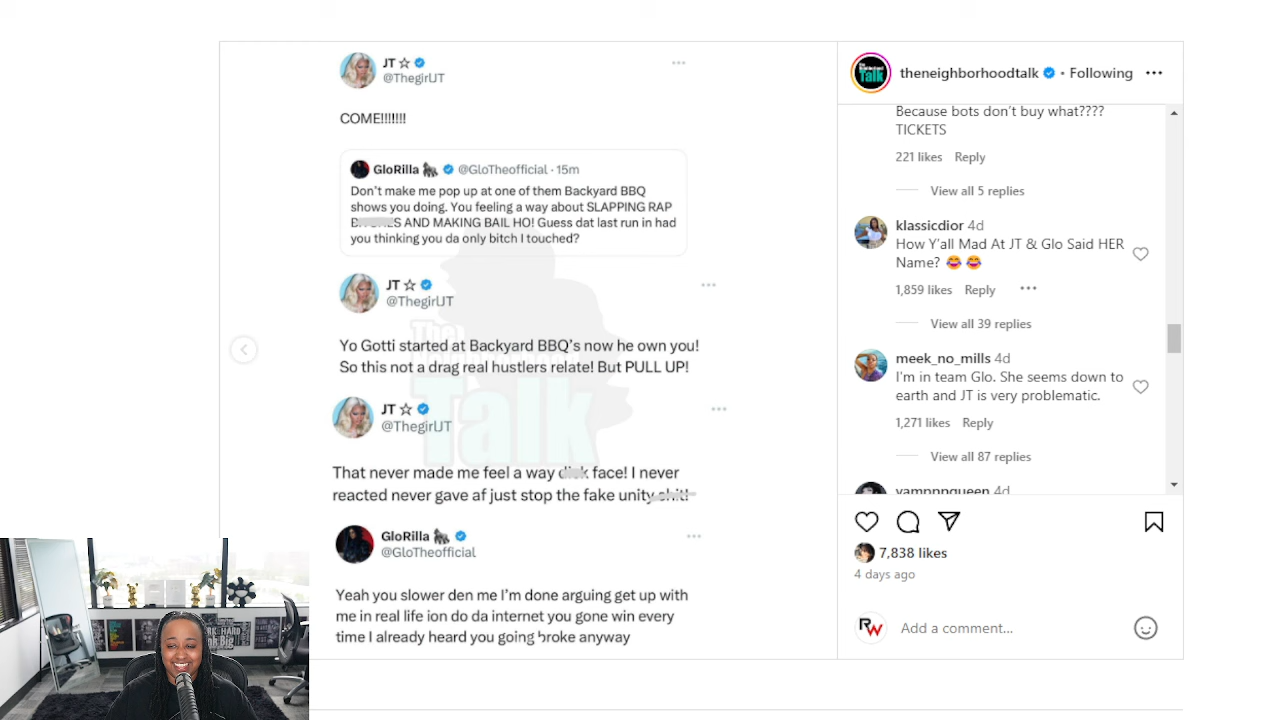 JT ☆
@ThegirlJT
COME!!!!!!!
GloRilla 🦍 @GloTheofficial · 15m
Don't make me pop up at one of them Backyard BBQ
shows you doing. You feeling a way about SLAPPING RAP
AND MAKING BAIL HO! Guess dat last run in had
you thinking you da only bitch I touched?
JT ☆
@ThegirlJT
Yo Gotti started at Backyard BBQ's now he own you!
So this not a drag real hustlers relate! But PULL UP!
JT ☆
@ThegirlJT
That never made me feel a way face! I never
reacted never gave af just stop the fake unity shit!
GloRilla 🦍
@GloTheofficial
Yeah you slower den me I'm done arguing get up with
me in real life ion do da internet you gone win every
time I already heard you going broke anyway
The
Neighborhood
Talk
theneighborhoodtalk • Following
Because bots don't buy what????
TICKETS
221 likes Reply
View all 5 replies
klassicdior 4d
How Y'all Mad At JT & Glo Said HER
Name? 😂 😂
1,859 likes Reply
View all 39 replies
meek_no_mills 4d
I'm in team Glo. She seems down to
earth and JT is very problematic.
1,271 likes Reply
View all 87 replies
vampnnqueen 4d
7,838 likes
4 days ago
RW
Add a comment...